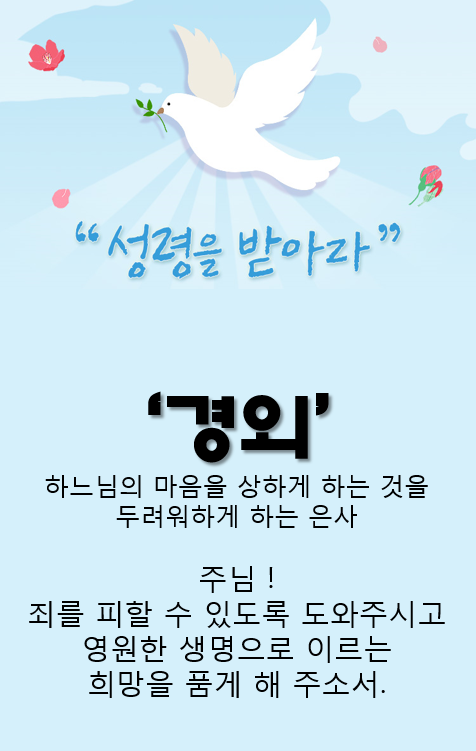 “성령을 받아라”
‘경외’
하느님의 마음을 상하게 하는 것을
두려워하게 하는 은사
주님 !
죄를 피할 수 있도록 도와주시고
영원한 생명으로 이르는
희망을 품게 해 주소서.